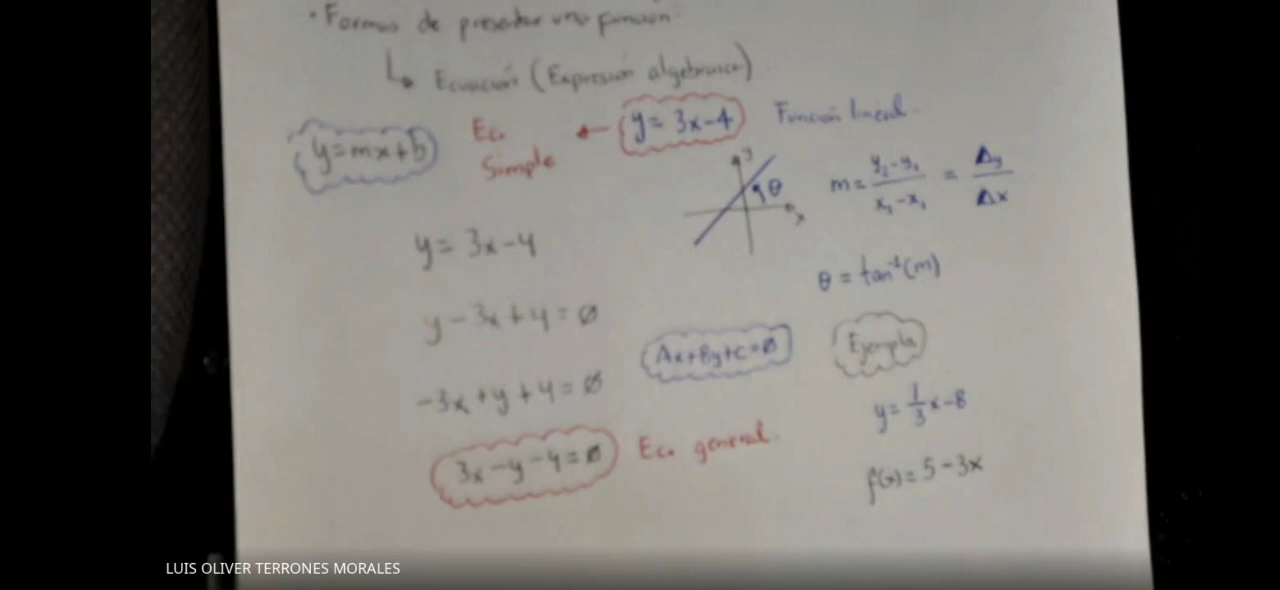 · Formas de presentar una función
↳ Ecuación (Expresión algebraica)
y = mx + b
Ec. Simple ← y = 3x - 4 Función lineal
y
θ
x
m = y₂ - y₁ / x₂ - x₁ = Δy / Δx
y = 3x - 4
θ = tan⁻¹(m)
y - 3x + 4 = ∅
Ax + By + C = ∅
Ejemplo
-3x + y + 4 = ∅
y = 1/3 x - 8
3x - y - 4 = ∅ Ec. general
f(x) = 5 - 3x
LUIS OLIVER TERRONES MORALES